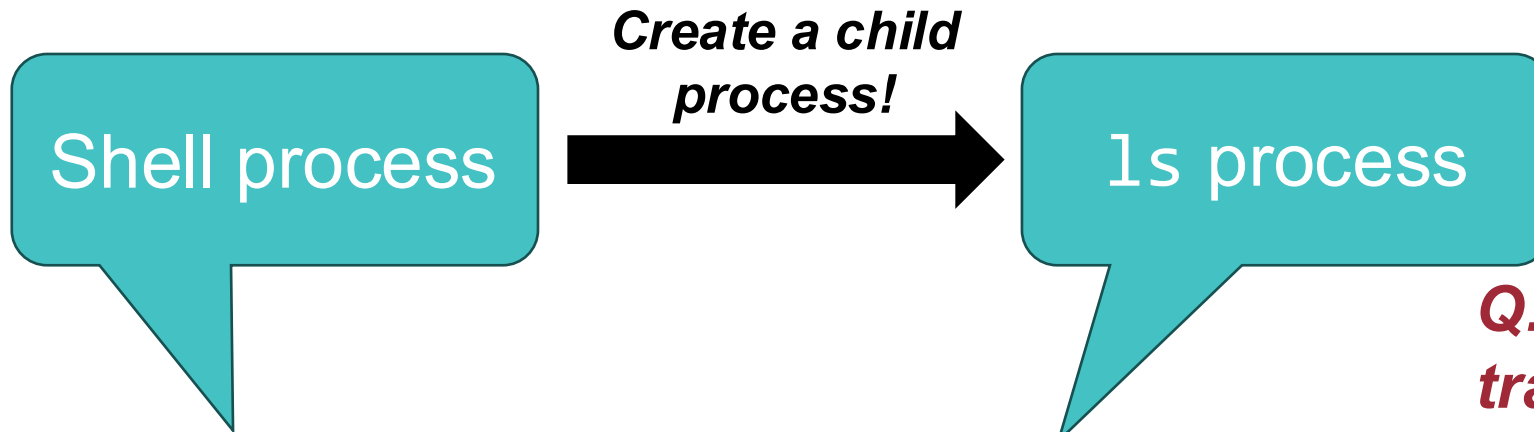 Create a child
process!
Shell process
ls process
Q.